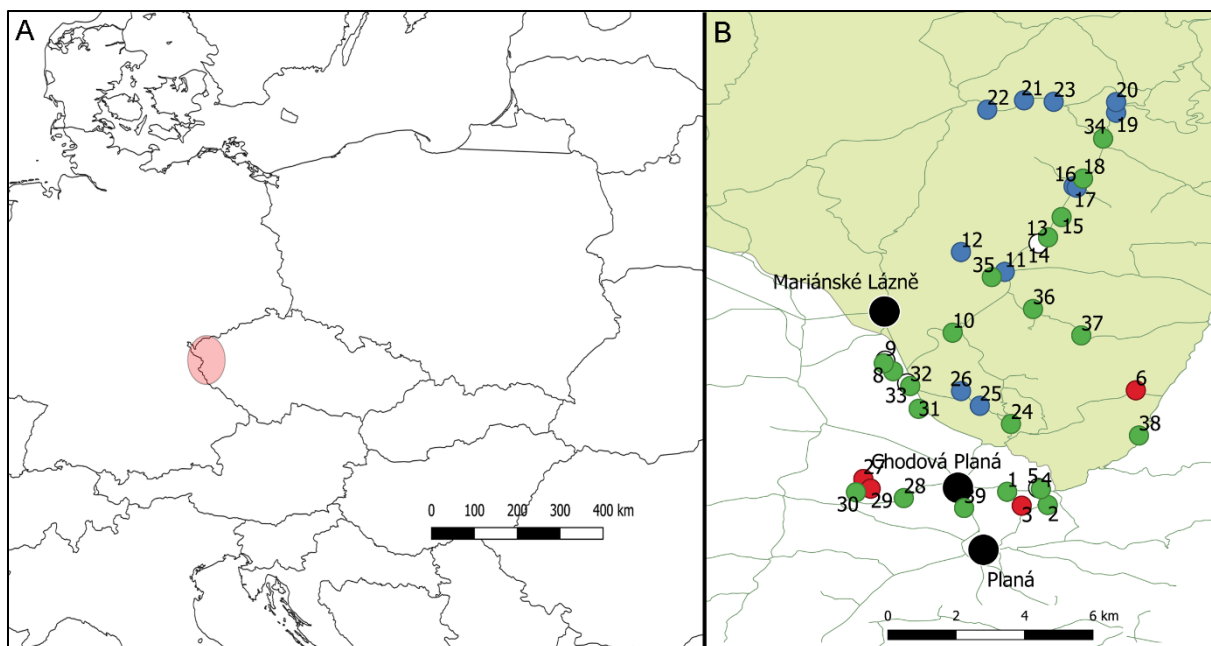 A
0 100 200 300 400 km
B
22 21 23 20
19
34
16 18
17
13 15
12 14
35 11
Mariánské Lázně
36
10 37
9
8 32 26 6
33 25
31 24 38
Chodová Planá
27
28 1 5 4
30 29 39 3 2
Planá
0 2 4 6 km